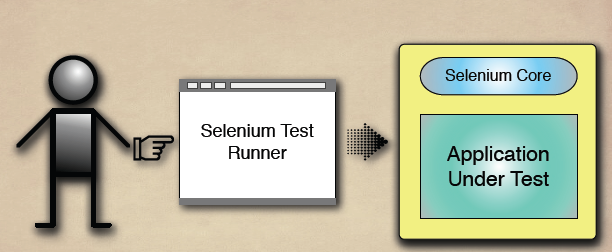 Selenium Test
Runner
Selenium Core
Application
Under Test